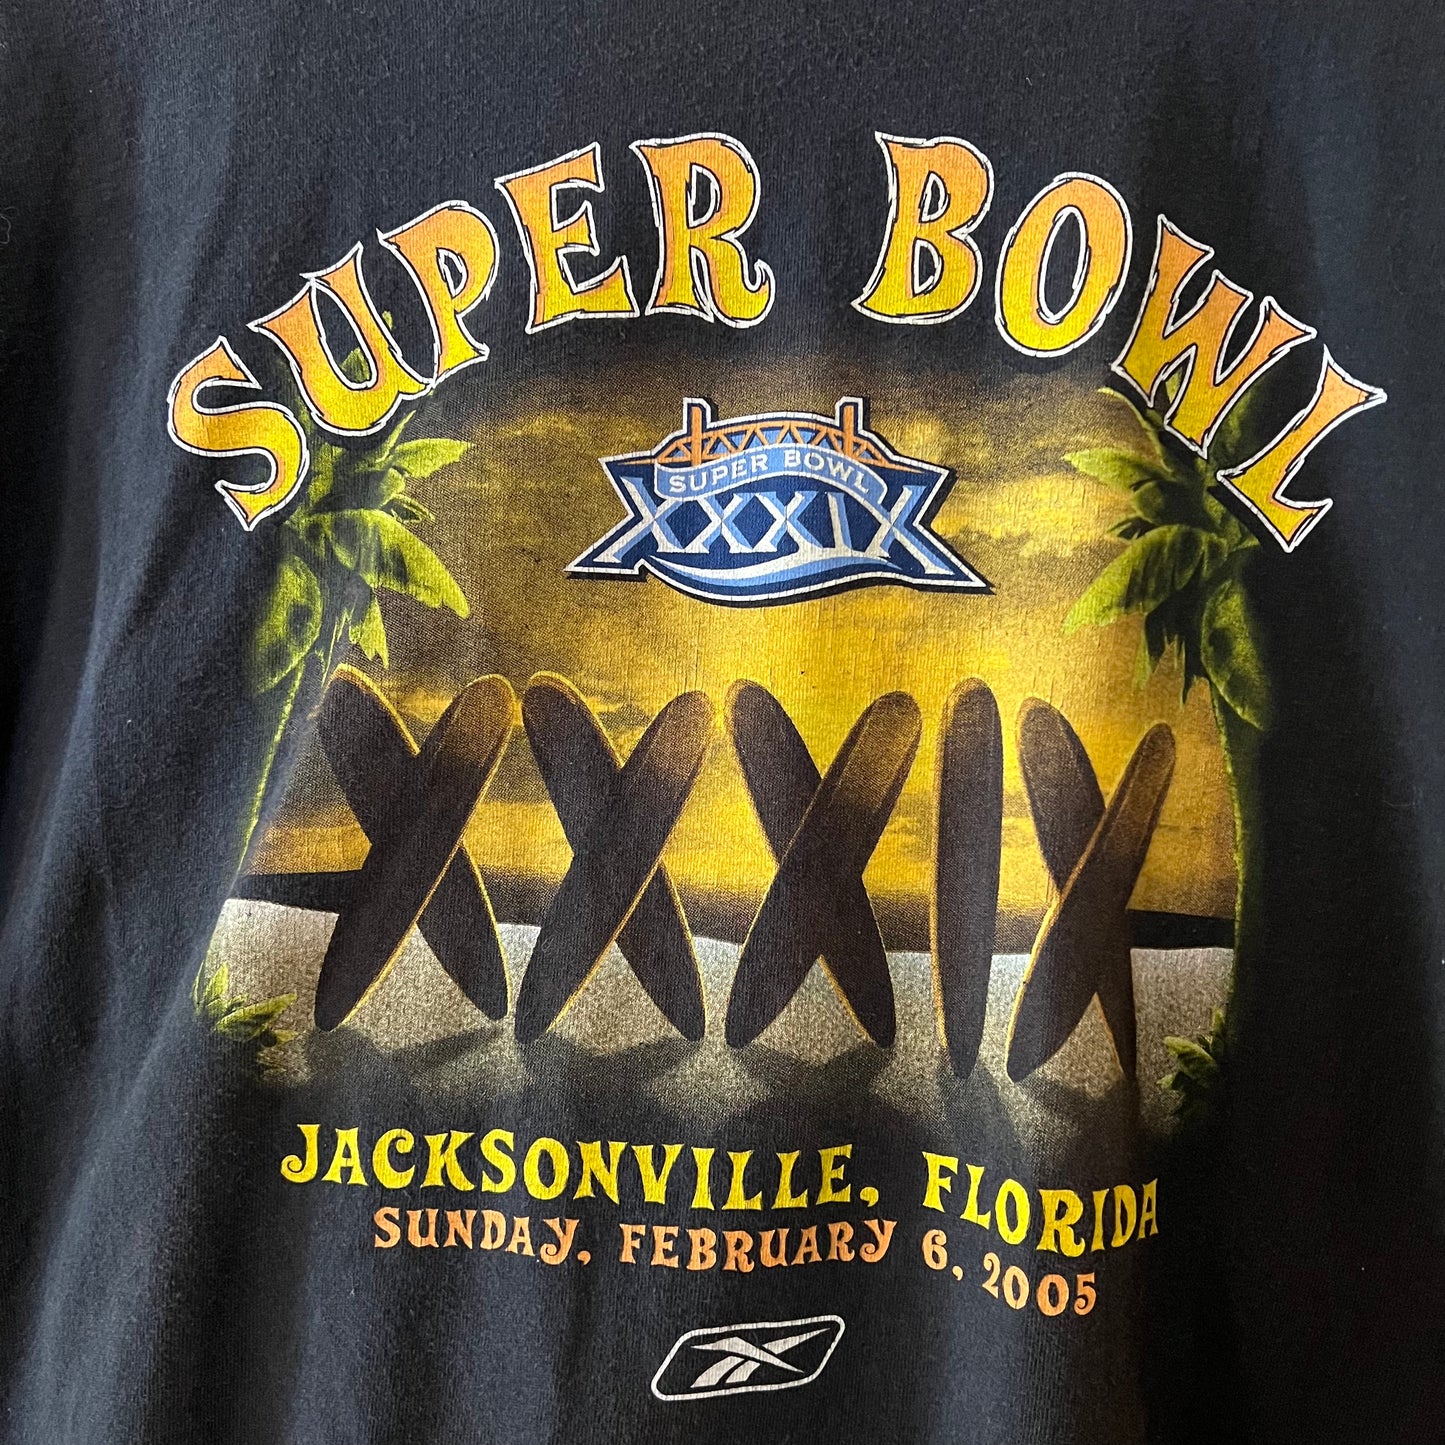 SUPER BOWL
SUPER BOWL
XXXIX
XXXIX
JACKSONVILLE, FLORIDA
SUNDAY, FEBRUARY 6, 2005